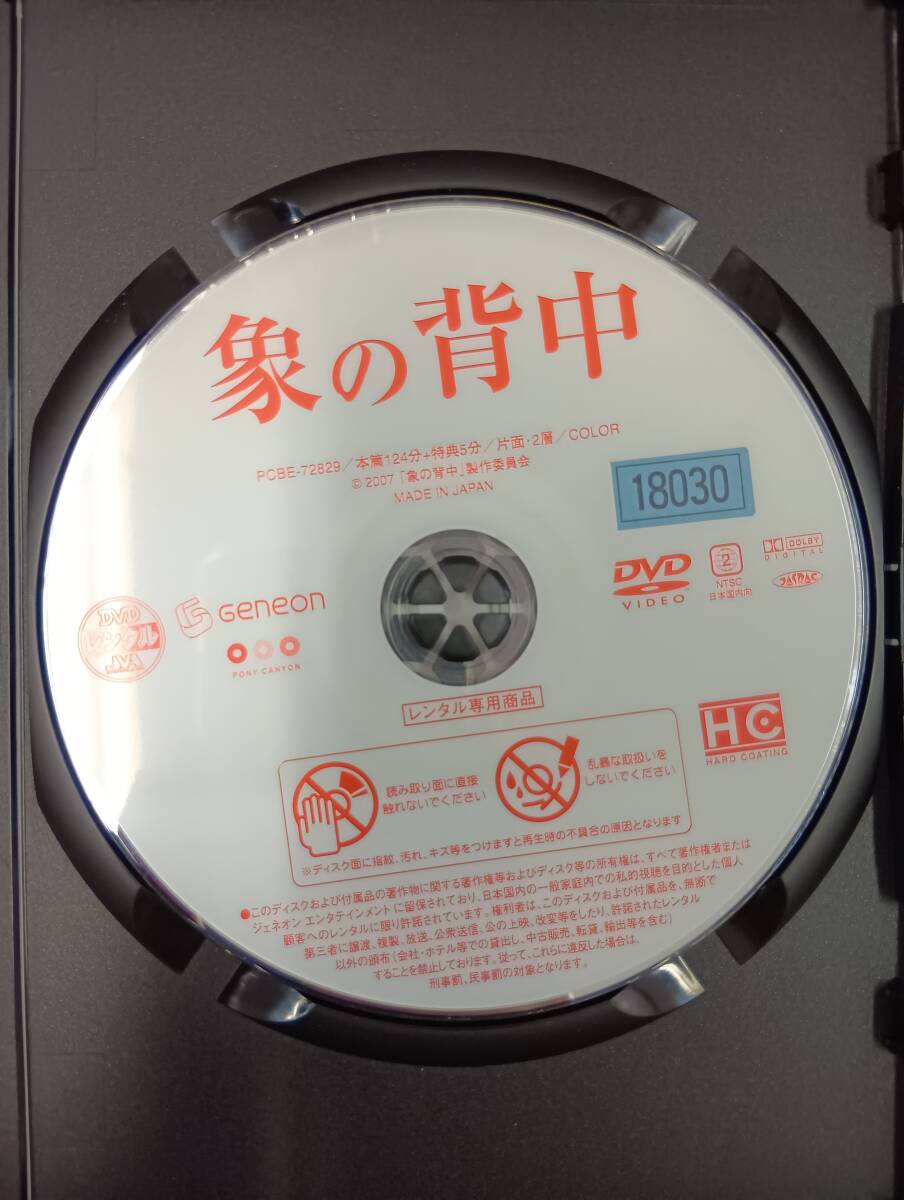 象の背中
PCBE-72829／本篇124分+特典5分／片面・2層／COLOR
© 2007「象の背中」製作委員会
MADE IN JAPAN
18030
DVD
レンタル
JVA
Geneon
PONY CANYON
DVD
VIDEO
2
NTSC
日本国内向
DOLBY
DIGITAL
JASRAC
レンタル専用商品
HC
HARD COATING
読み取り面に直接
触れないでください
乱暴な取扱いを
しないでください
※ディスク面に指紋、汚れ、キズ等をつけますと再生時の不具合の原因となります
●このディスクおよび付属品の著作物に関する著作権等およびディスク等の所有権は、すべて著作権者または
ジェネオン エンタテインメントに留保されており、日本国内の一般家庭内での私的視聴を目的とした個人
顧客へのレンタルに限り許諾されています。権利者は、このディスクおよび付属品を、無断で
第三者に譲渡、複製、放送、公衆送信、公の上映、改変等をしたり、許諾されたレンタル
以外の頒布（会社・ホテル等での貸出し、中古販売、転貸、輸出等を含む）
することを禁止しております。従って、これらに違反した場合は、
刑事罰、民事罰の対象となります。